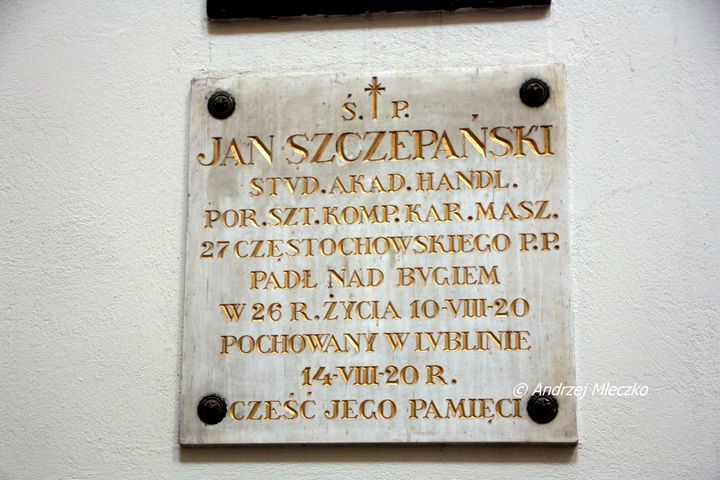 Ś. P.
JAN SZCZEPAŃSKI
STVD. AKAD. HANDL.
POR. SZT. KOMP. KAR. MASZ.
27 CZĘSTOCHOWSKIEGO P.P.
PADŁ NAD BVGIEM
W 26 R. ŻYCIA 10-VIII-20
POCHOWANY W LVBLINIE
14-VIII-20 R.
© Andrzej Mleczko
CZEŚĆ JEGO PAMIĘCI